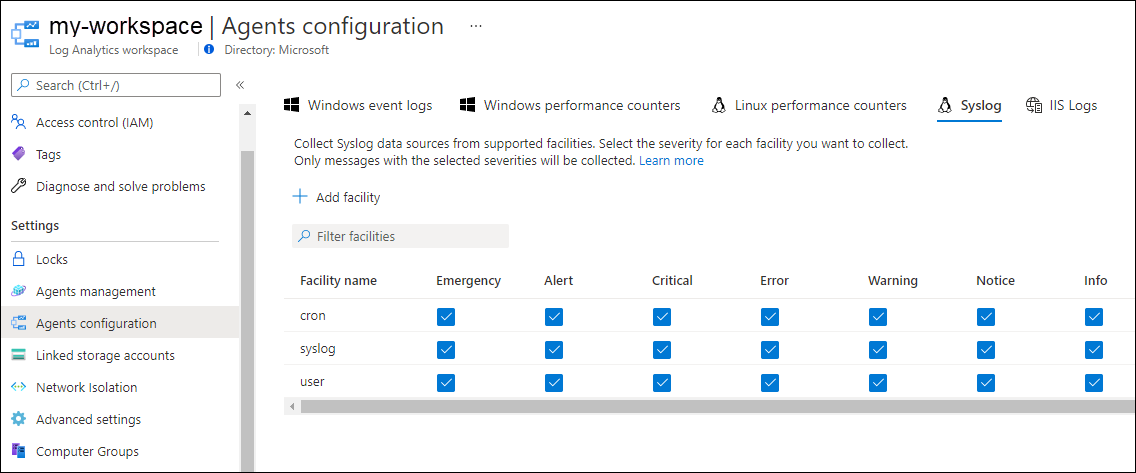 my-workspace | Agents configuration ...
Log Analytics workspace | Directory: Microsoft
Search (Ctrl+/) «
Access control (IAM)
Tags
Diagnose and solve problems
Settings
Locks
Agents management
Agents configuration
Linked storage accounts
Network Isolation
Advanced settings
Computer Groups
Windows event logs Windows performance counters Linux performance counters Syslog IIS Logs
Collect Syslog data sources from supported facilities. Select the severity for each facility you want to collect.
Only messages with the selected severities will be collected. Learn more
+ Add facility
Filter facilities
Facility name Emergency Alert Critical Error Warning Notice Info
cron
syslog
user